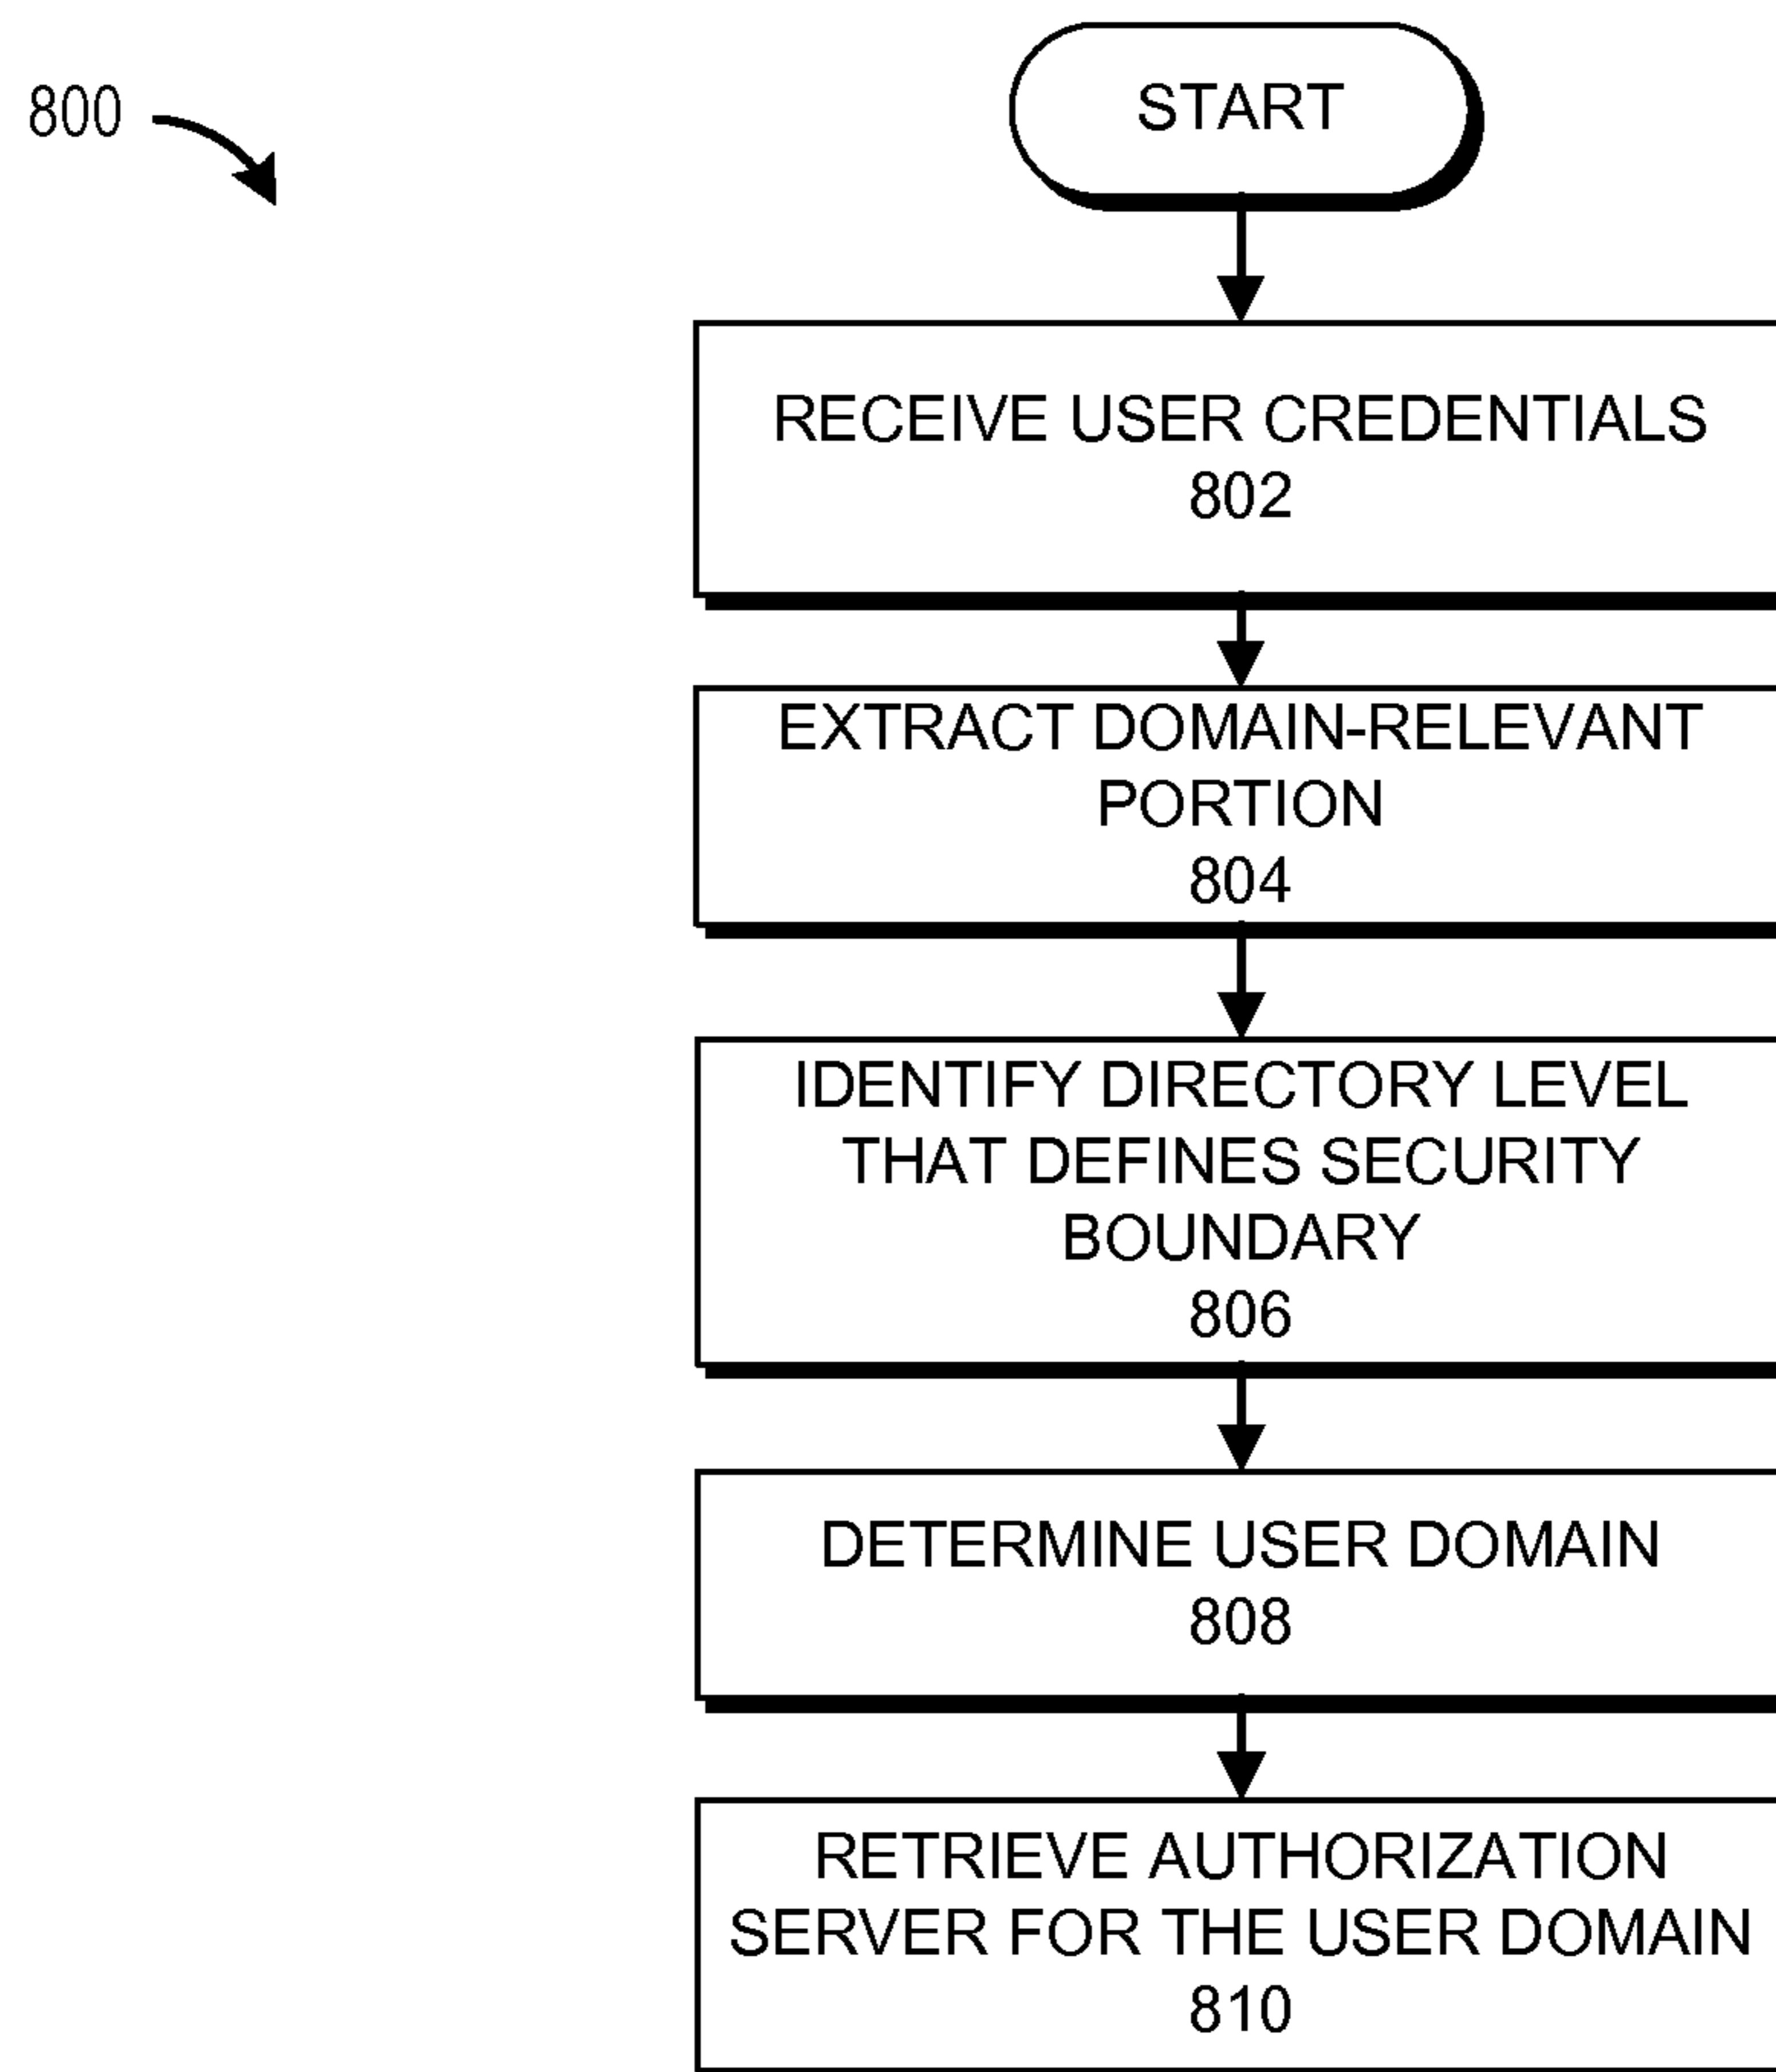 800
START
RECEIVE USER CREDENTIALS
802
EXTRACT DOMAIN-RELEVANT
PORTION
804
IDENTIFY DIRECTORY LEVEL
THAT DEFINES SECURITY
BOUNDARY
806
DETERMINE USER DOMAIN
808
RETRIEVE AUTHORIZATION
SERVER FOR THE USER DOMAIN
810